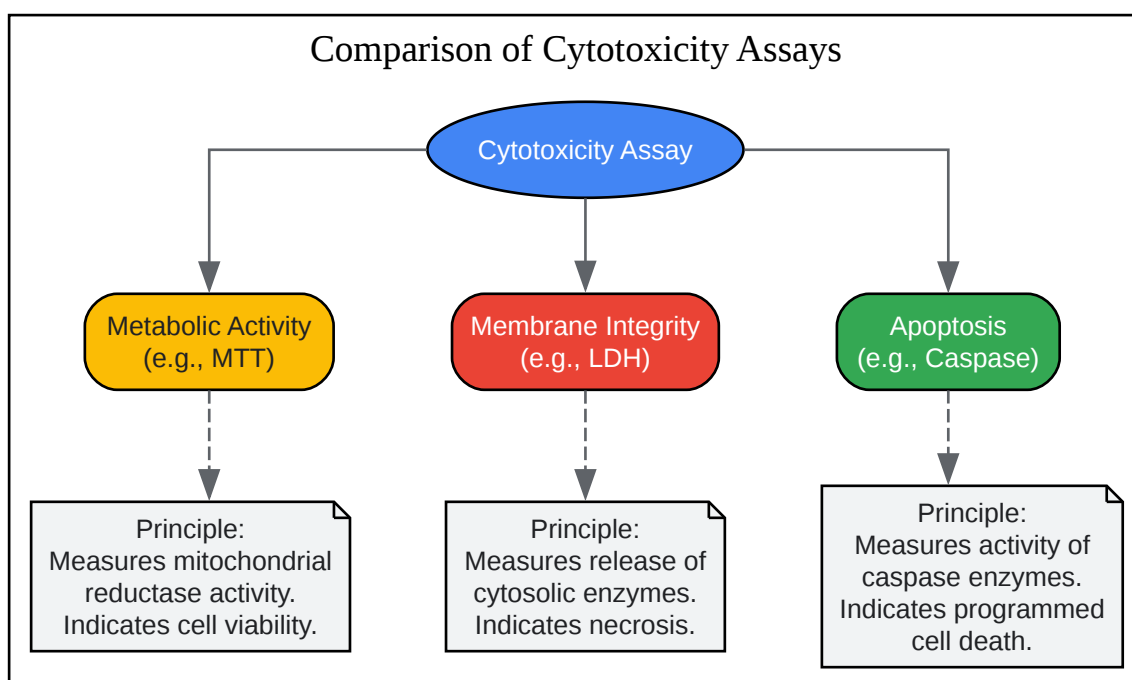 Comparison of Cytotoxicity Assays
Cytotoxicity Assay
Metabolic Activity
(e.g., MTT)
Membrane Integrity
(e.g., LDH)
Apoptosis
(e.g., Caspase)
Principle:
Measures mitochondrial
reductase activity.
Indicates cell viability.
Principle:
Measures release of
cytosolic enzymes.
Indicates necrosis.
Principle:
Measures activity of
caspase enzymes.
Indicates programmed
cell death.